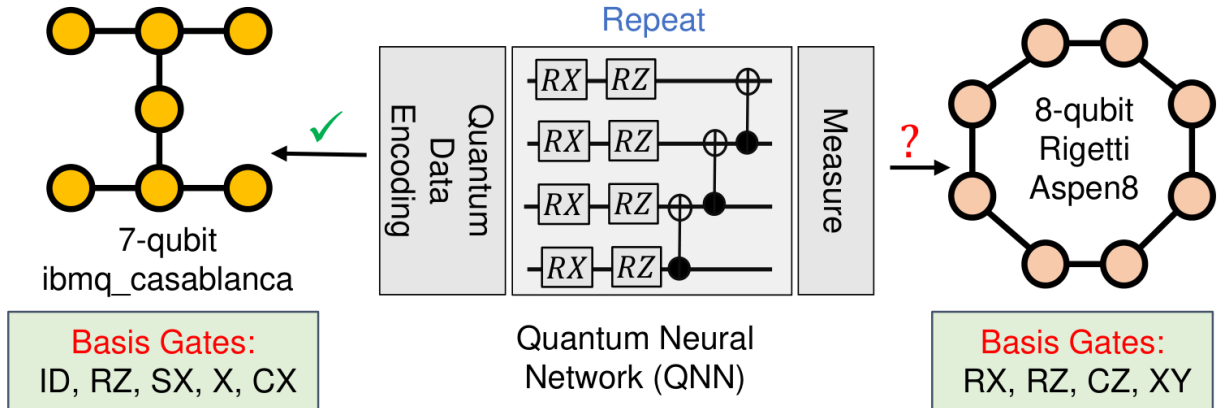 7-qubit
ibmq_casablanca
Basis Gates:
ID, RZ, SX, X, CX
✓
Quantum Data Encoding
Repeat
RX RZ
RX RZ
RX RZ
RX RZ
Measure
Quantum Neural
Network (QNN)
?
8-qubit
Rigetti
Aspen8
Basis Gates:
RX, RZ, CZ, XY